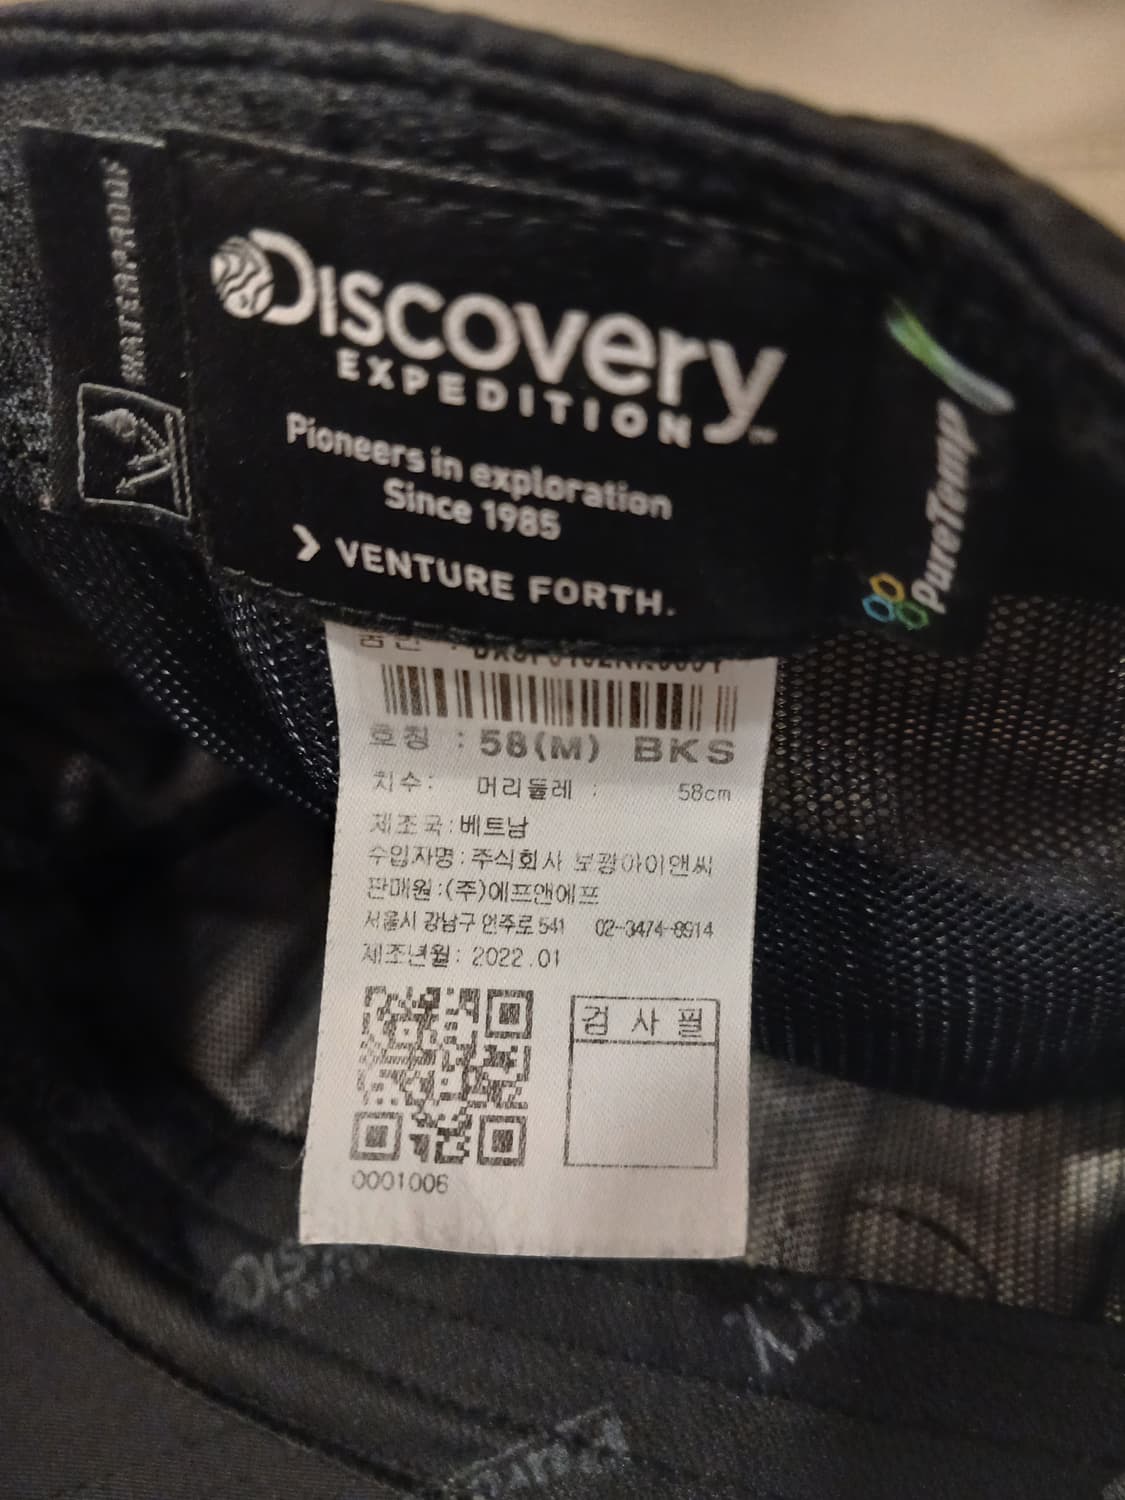 WATERPROOF
DISCOVERY
EXPEDITION™
Pioneers in exploration
Since 1985
❯ VENTURE FORTH.
PureTemp
호칭 : 58(M) BKS
치수: 머리둘레 : 58cm
제조국:베트남
수입자명:주식회사 보광아이앤씨
판매원:(주)에프앤에프
서울시 강남구 언주로 541 02-3474-8914
제조년월: 2022.01
검 사 필
0001006